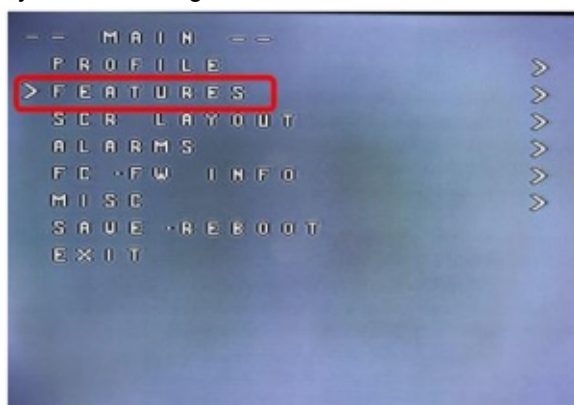 -- MAIN --
PROFILE >
> FEATURES >
SCR LAYOUT >
ALARMS >
FC-FW INFO >
MISC >
SAVE-REBOOT
EXIT